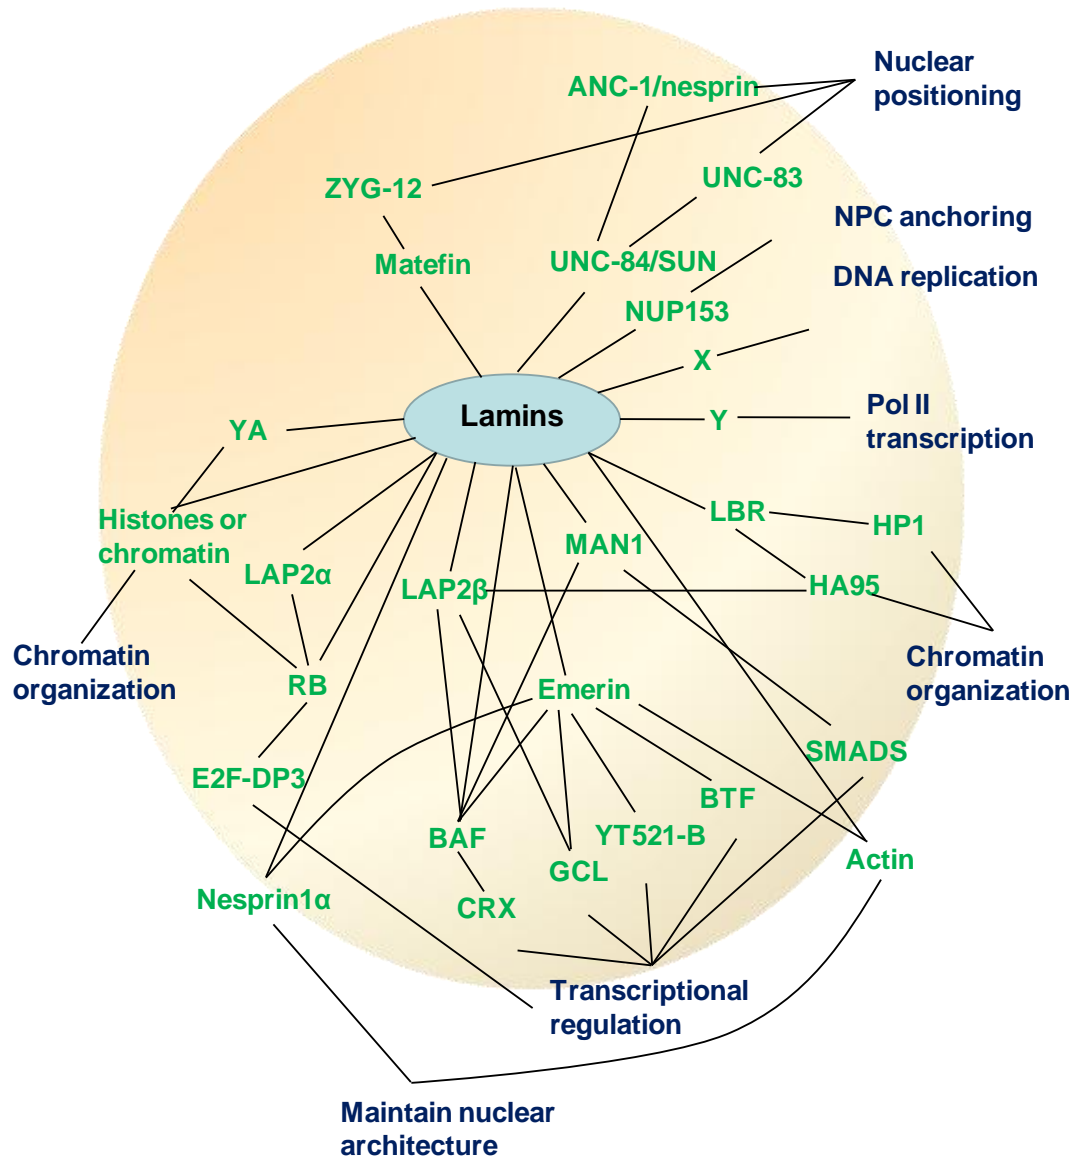 Nuclear
positioning
ANC-1/nesprin
UNC-83
ZYG-12
NPC anchoring
Matefin
UNC-84/SUN
DNA replication
NUP153
X
Lamins
Y
Pol II
transcription
YA
Histones or
chromatin
LBR
HP1
MAN1
LAP2α
LAP2β
HA95
Chromatin
organization
Chromatin
organization
RB
Emerin
SMADS
E2F-DP3
BTF
YT521-B
BAF
Actin
GCL
Nesprin1α
CRX
Transcriptional
regulation
Maintain nuclear
architecture